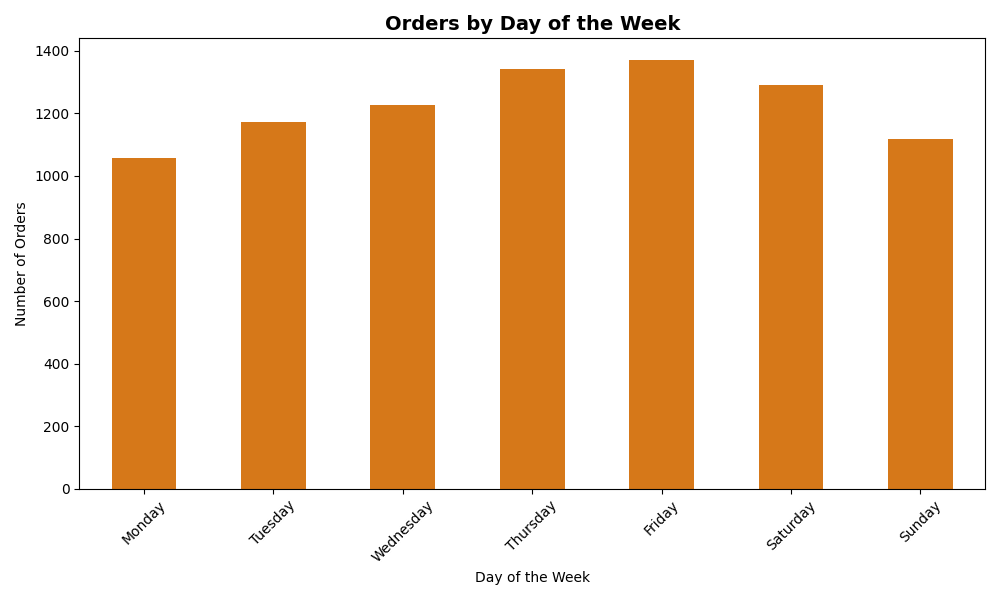 Orders by Day of the Week
Number of Orders
1400
1200
1000
800
600
400
200
0
Monday
Tuesday
Wednesday
Thursday
Friday
Saturday
Sunday
Day of the Week